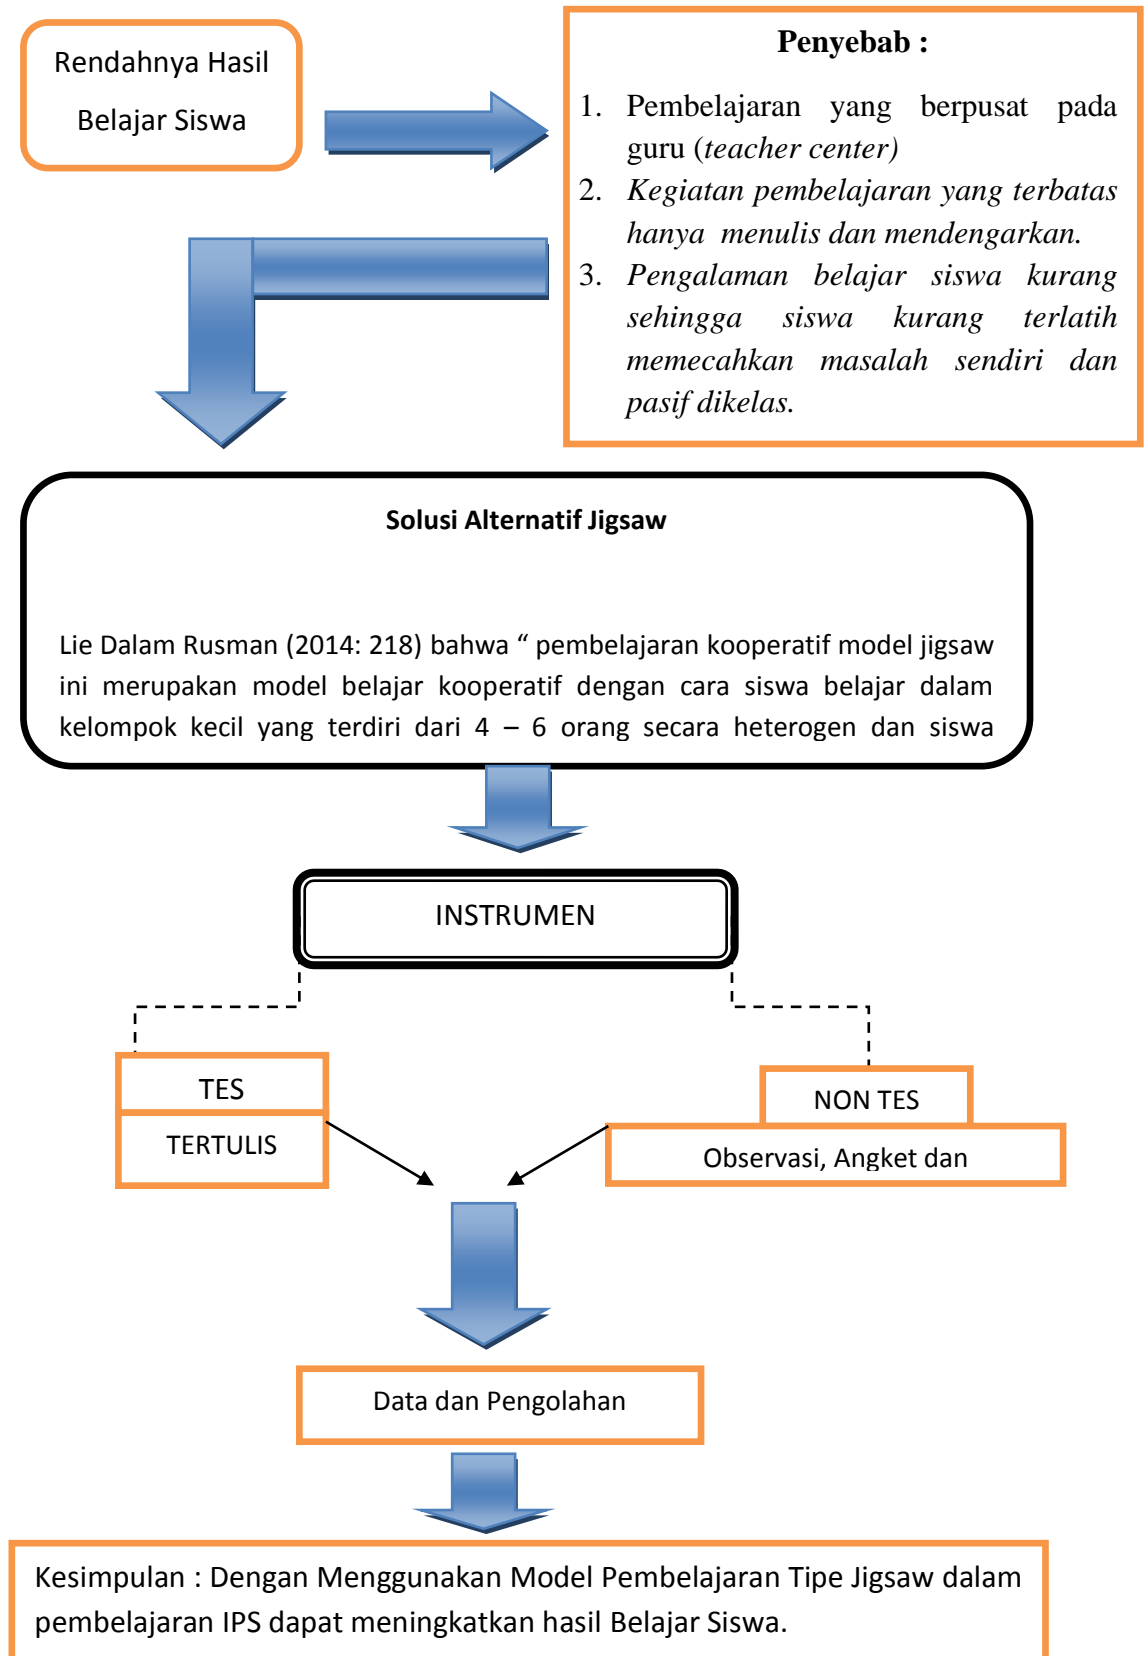 Rendahnya Hasil
Belajar Siswa
Penyebab :
1. Pembelajaran yang berpusat pada
guru (teacher center)
2. Kegiatan pembelajaran yang terbatas
hanya menulis dan mendengarkan.
3. Pengalaman belajar siswa kurang
sehingga siswa kurang terlatih
memecahkan masalah sendiri dan
pasif dikelas.
Solusi Alternatif Jigsaw
Lie Dalam Rusman (2014: 218) bahwa “ pembelajaran kooperatif model jigsaw
ini merupakan model belajar kooperatif dengan cara siswa belajar dalam
kelompok kecil yang terdiri dari 4 – 6 orang secara heterogen dan siswa
INSTRUMEN
TES
TERTULIS
NON TES
Observasi, Angket dan
Data dan Pengolahan
Kesimpulan : Dengan Menggunakan Model Pembelajaran Tipe Jigsaw dalam
pembelajaran IPS dapat meningkatkan hasil Belajar Siswa.